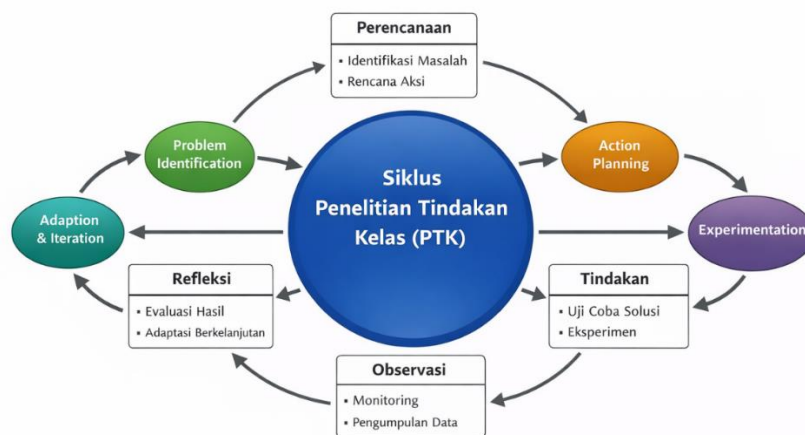 Perencanaan
▪ Identifikasi Masalah
▪ Rencana Aksi
Problem
Identification
Action
Planning
Siklus
Penelitian Tindakan
Kelas (PTK)
Adaption
& Iteration
Experimentation
Refleksi
▪ Evaluasi Hasil
▪ Adaptasi Berkelanjutan
Tindakan
▪ Uji Coba Solusi
▪ Eksperimen
Observasi
▪ Monitoring
▪ Pengumpulan Data